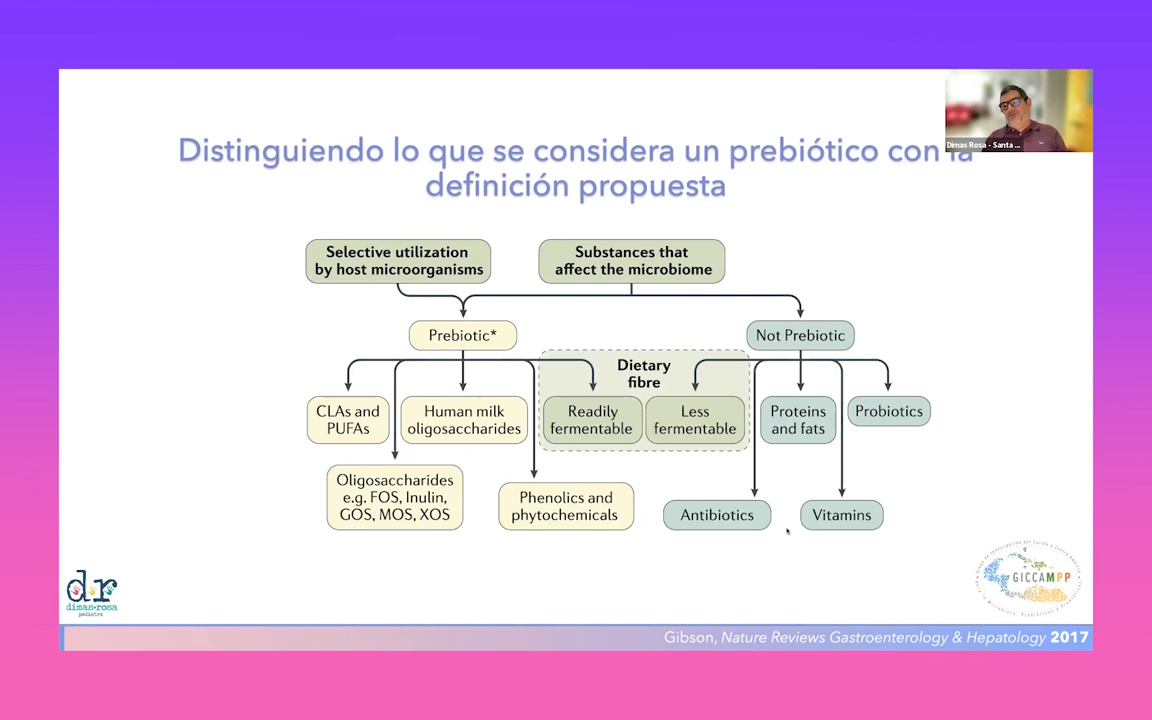 Dimas Rosa - Santa ...
Distinguiendo lo que se considera un prebiótico con la
definición propuesta
Selective utilization
by host microorganisms
Substances that
affect the microbiome
Prebiotic*
Not Prebiotic
Dietary
fibre
CLAs and
PUFAs
Human milk
oligosaccharides
Readily
fermentable
Less
fermentable
Proteins
and fats
Probiotics
Oligosaccharides
e.g. FOS, Inulin,
GOS, MOS, XOS
Phenolics and
phytochemicals
Antibiotics
Vitamins
dr
dimas·rosa
pediatra
GICCAMPP
Gibson, Nature Reviews Gastroenterology & Hepatology 2017